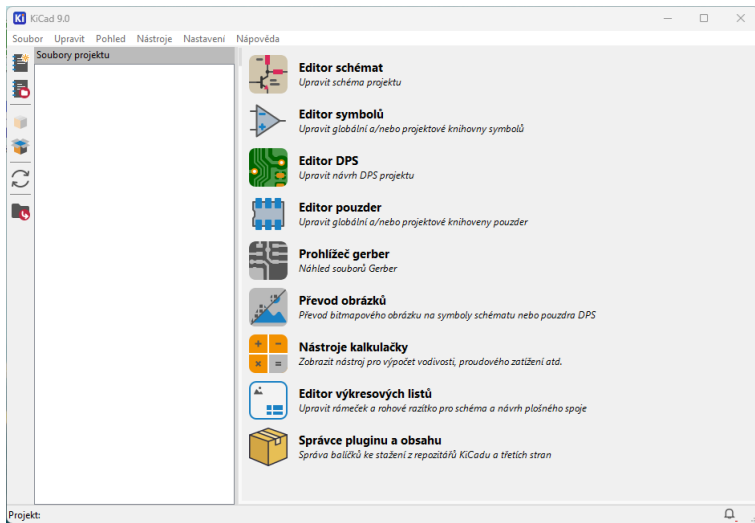 KiCad 9.0
Soubor Upravit Pohled Nástroje Nastavení Nápověda
Soubory projektu
Editor schémat
Upravit schéma projektu
Editor symbolů
Upravit globální a/nebo projektové knihovny symbolů
Editor DPS
Upravit návrh DPS projektu
Editor pouzder
Upravit globální a/nebo projektové knihoveny pouzder
Prohlížeč gerber
Náhled souborů Gerber
Převod obrázků
Převod bitmapového obrázku na symboly schématu nebo pouzdra DPS
Nástroje kalkulačky
Zobrazit nástroj pro výpočet vodivosti, proudového zatížení atd.
Editor výkresových listů
Upravit rámeček a rohové razítko pro schéma a návrh plošného spoje
Správce pluginu a obsahu
Správa balíčků ke stažení z repozitářů KiCadu a třetích stran
Projekt: